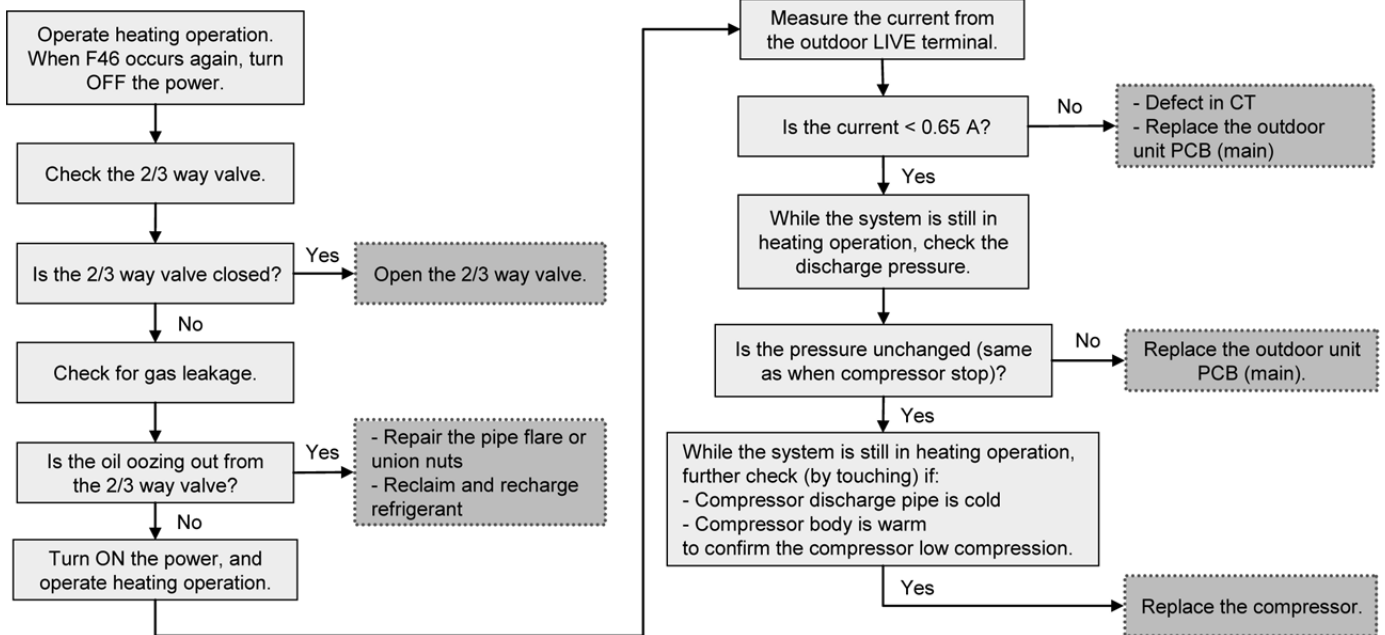 Operate heating operation.
When F46 occurs again, turn
OFF the power.
Check the 2/3 way valve.
Is the 2/3 way valve closed?
Yes
Open the 2/3 way valve.
No
Check for gas leakage.
Is the oil oozing out from
the 2/3 way valve?
Yes
- Repair the pipe flare or
union nuts
- Reclaim and recharge
refrigerant
No
Turn ON the power, and
operate heating operation.
Measure the current from
the outdoor LIVE terminal.
Is the current < 0.65 A?
No
- Defect in CT
- Replace the outdoor
unit PCB (main)
Yes
While the system is still in
heating operation, check the
discharge pressure.
Is the pressure unchanged (same
as when compressor stop)?
No
Replace the outdoor unit
PCB (main).
Yes
While the system is still in heating operation,
further check (by touching) if:
- Compressor discharge pipe is cold
- Compressor body is warm
to confirm the compressor low compression.
Yes
Replace the compressor.